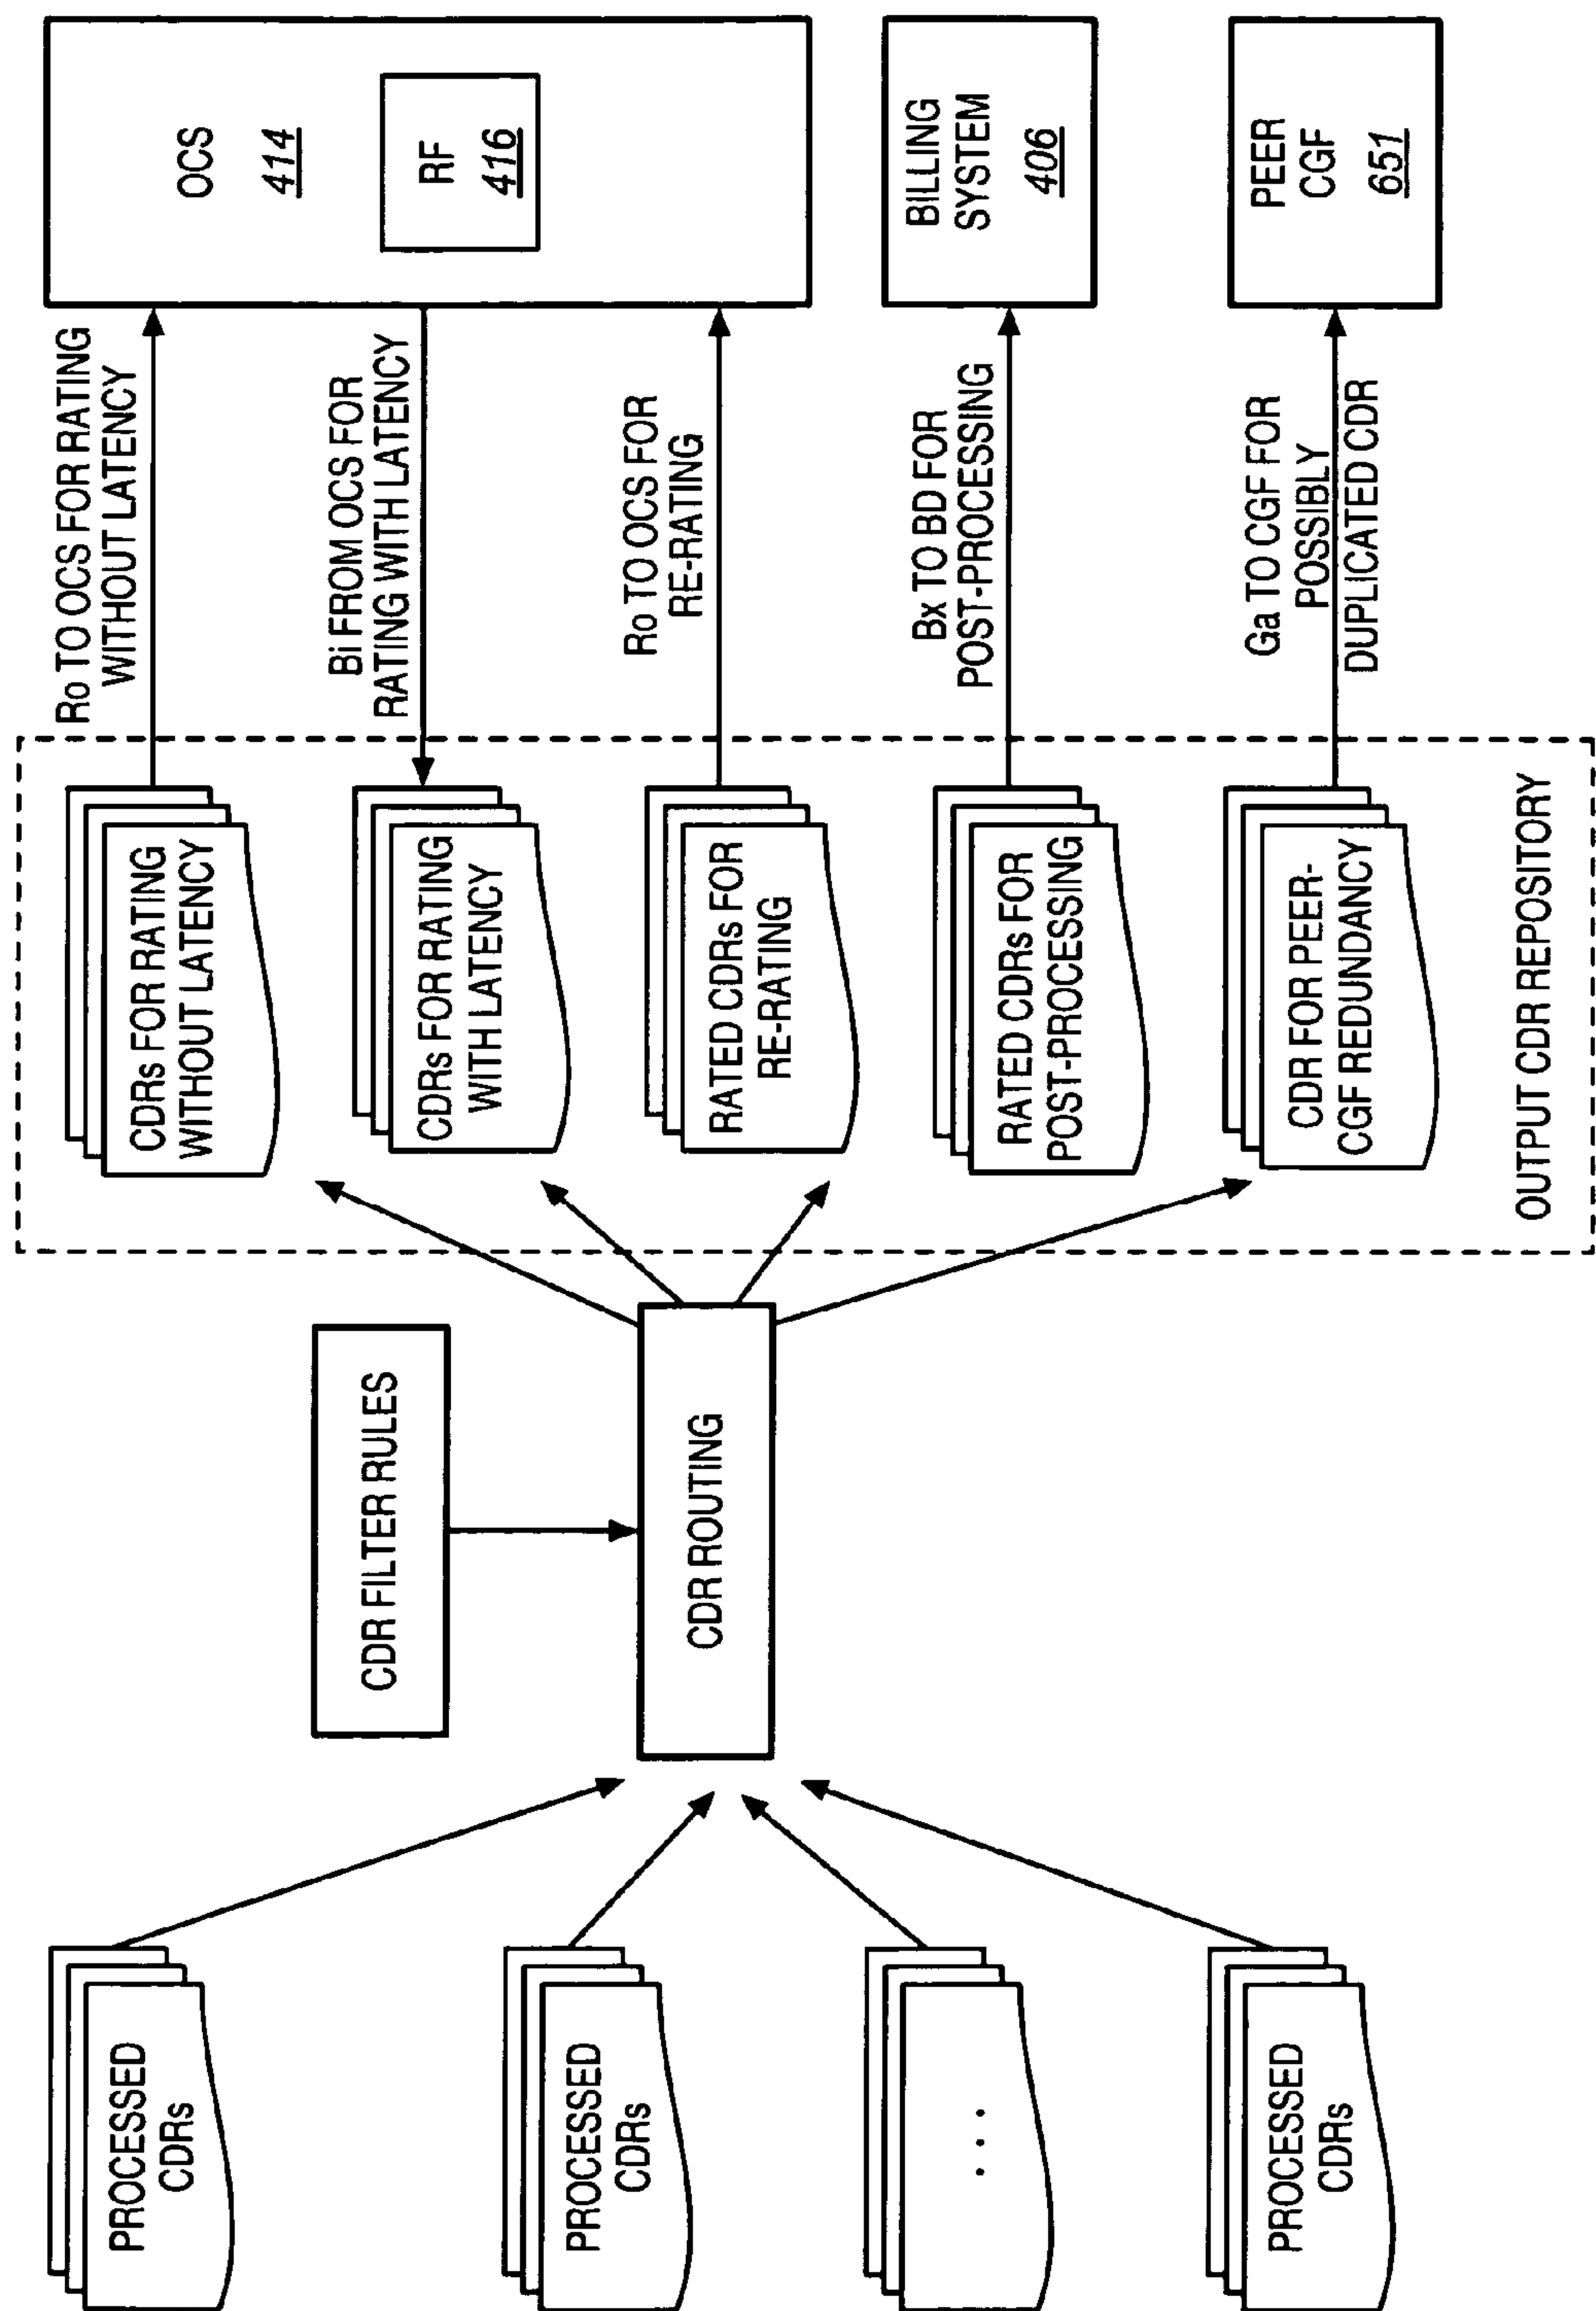 PROCESSED
CDRs
PROCESSED
CDRs
. . .
PROCESSED
CDRs
CDR FILTER RULES
CDR ROUTING
CDRs FOR RATING
WITHOUT LATENCY
CDRs FOR RATING
WITH LATENCY
RATED CDRs FOR
RE-RATING
RATED CDRs FOR
POST-PROCESSING
CDR FOR PEER-
CGF REDUNDANCY
OUTPUT CDR REPOSITORY
Ro TO OCS FOR RATING
WITHOUT LATENCY
Bi FROM OCS FOR
RATING WITH LATENCY
Ro TO OCS FOR
RE-RATING
Bx TO BD FOR
POST-PROCESSING
Ga TO CGF FOR
POSSIBLY
DUPLICATED CDR
OCS
414
RF
416
BILLING
SYSTEM
406
PEER
CGF
651